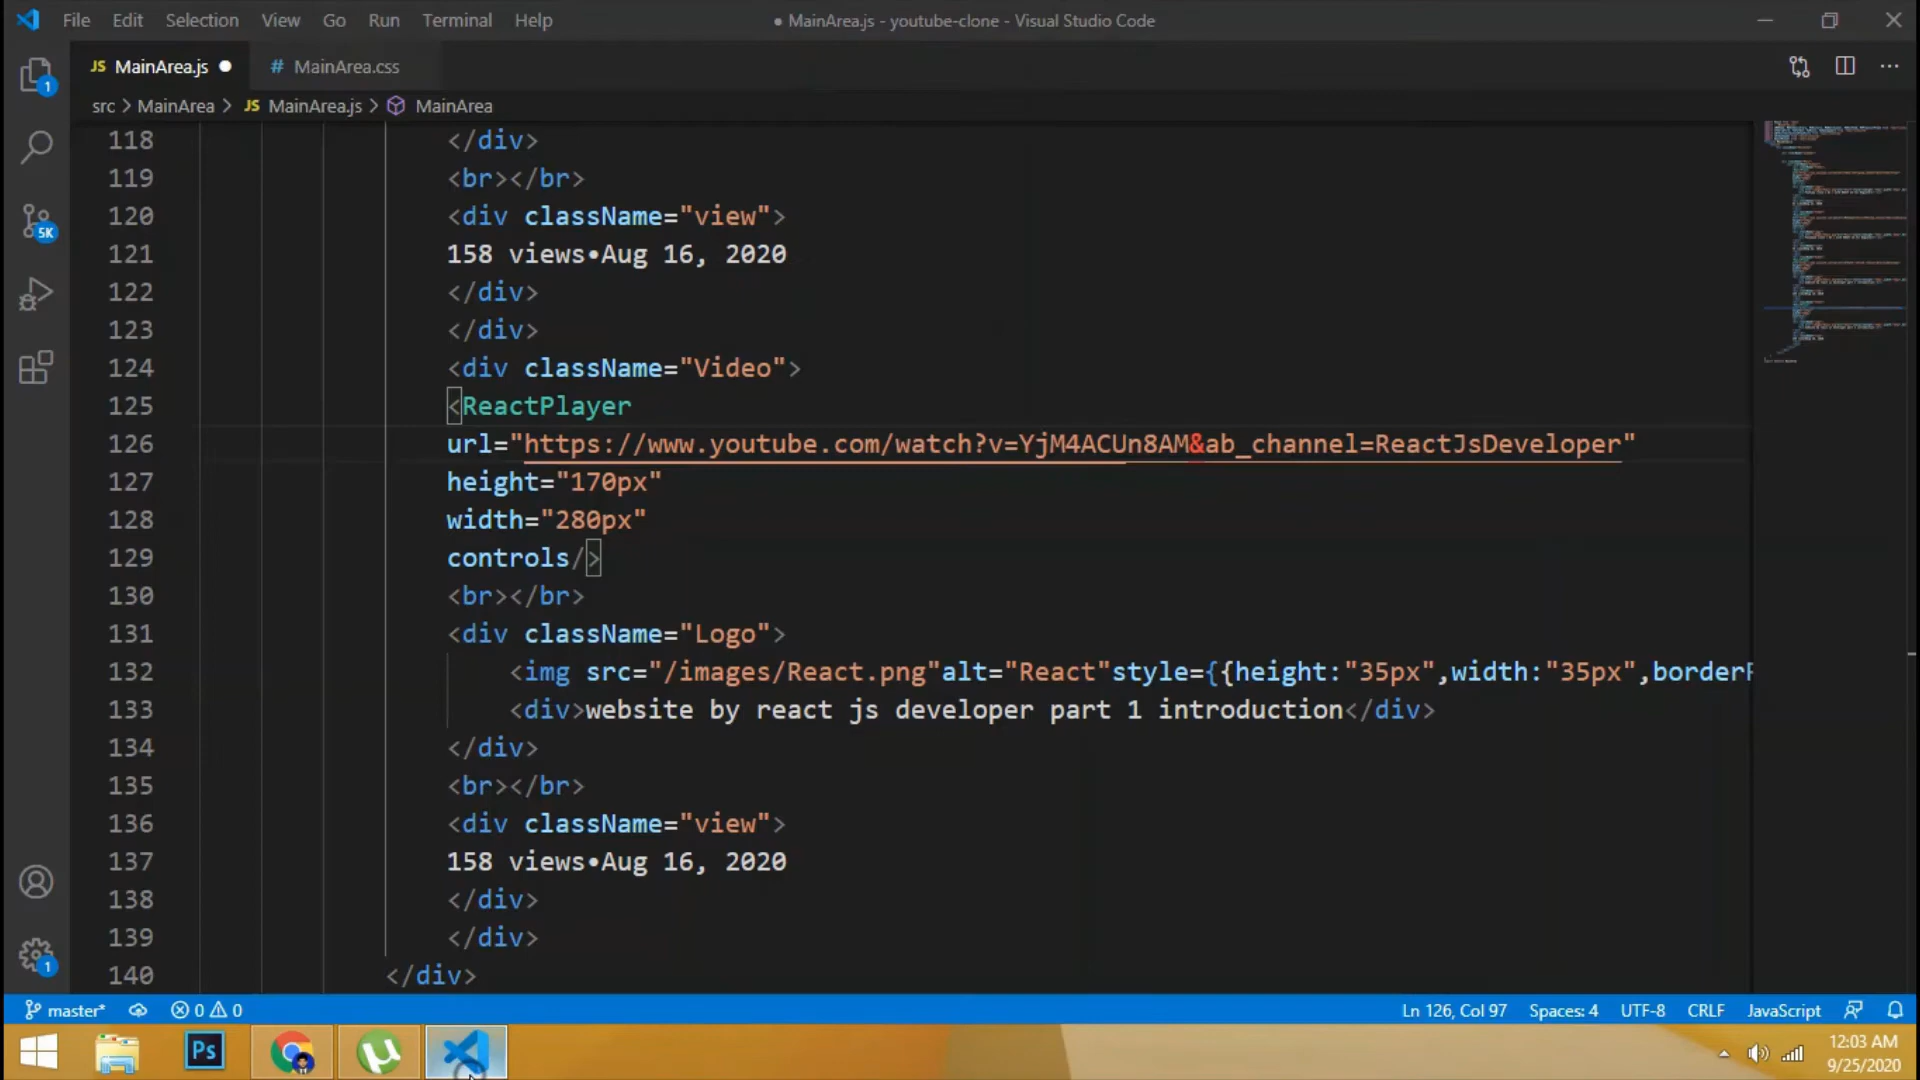 File Edit Selection View Go Run Terminal Help
● MainArea.js - youtube-clone - Visual Studio Code
JS MainArea.js ●
# MainArea.css
src > MainArea > JS MainArea.js > MainArea
118 </div>
119 <br></br>
120 <div className="view">
121 158 views•Aug 16, 2020
122 </div>
123 </div>
124 <div className="Video">
125 <ReactPlayer
126 url="https://www.youtube.com/watch?v=YjM4ACUn8AM&ab_channel=ReactJsDeveloper"
127 height="170px"
128 width="280px"
129 controls/>
130 <br></br>
131 <div className="Logo">
132 <img src="/images/React.png"alt="React"style={{height:"35px",width:"35px",borderR
133 <div>website by react js developer part 1 introduction</div>
134 </div>
135 <br></br>
136 <div className="view">
137 158 views•Aug 16, 2020
138 </div>
139 </div>
140 </div>
1
5K
1
master* 0 0 Ln 126, Col 97 Spaces: 4 UTF-8 CRLF JavaScript
Ps
12:03 AM
9/25/2020